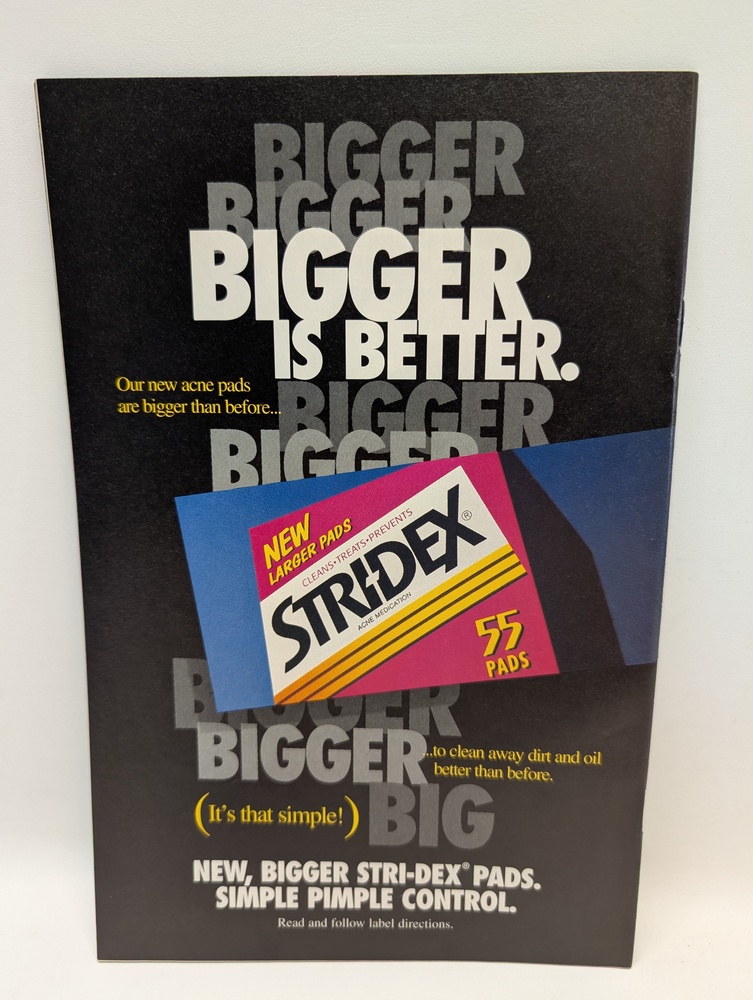 BIGGER
BIGGER
BIGGER
IS BETTER.
Our new acne pads
are bigger than before...
BIGGER
BIGGER
NEW
LARGER PADS
CLEANS•TREATS•PREVENTS
STRI-DEX®
ACNE MEDICATION
55
PADS
BIGGER
BIGGER
...to clean away dirt and oil
better than before.
(It's that simple!)
BIG
NEW, BIGGER STRI-DEX® PADS.
SIMPLE PIMPLE CONTROL.
Read and follow label directions.